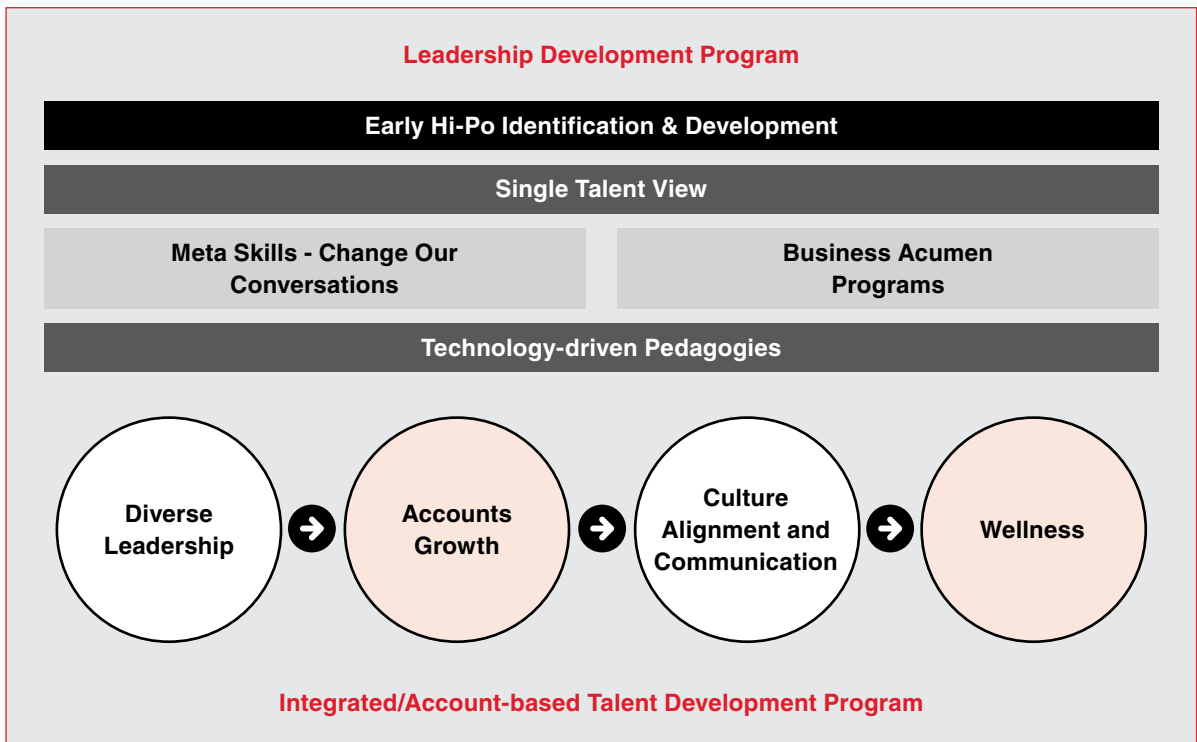 Leadership Development Program
Early Hi-Po Identification & Development
Single Talent View
Meta Skills - Change Our
Conversations
Business Acumen
Programs
Technology-driven Pedagogies
Diverse
Leadership
Accounts
Growth
Culture
Alignment and
Communication
Wellness
Integrated/Account-based Talent Development Program